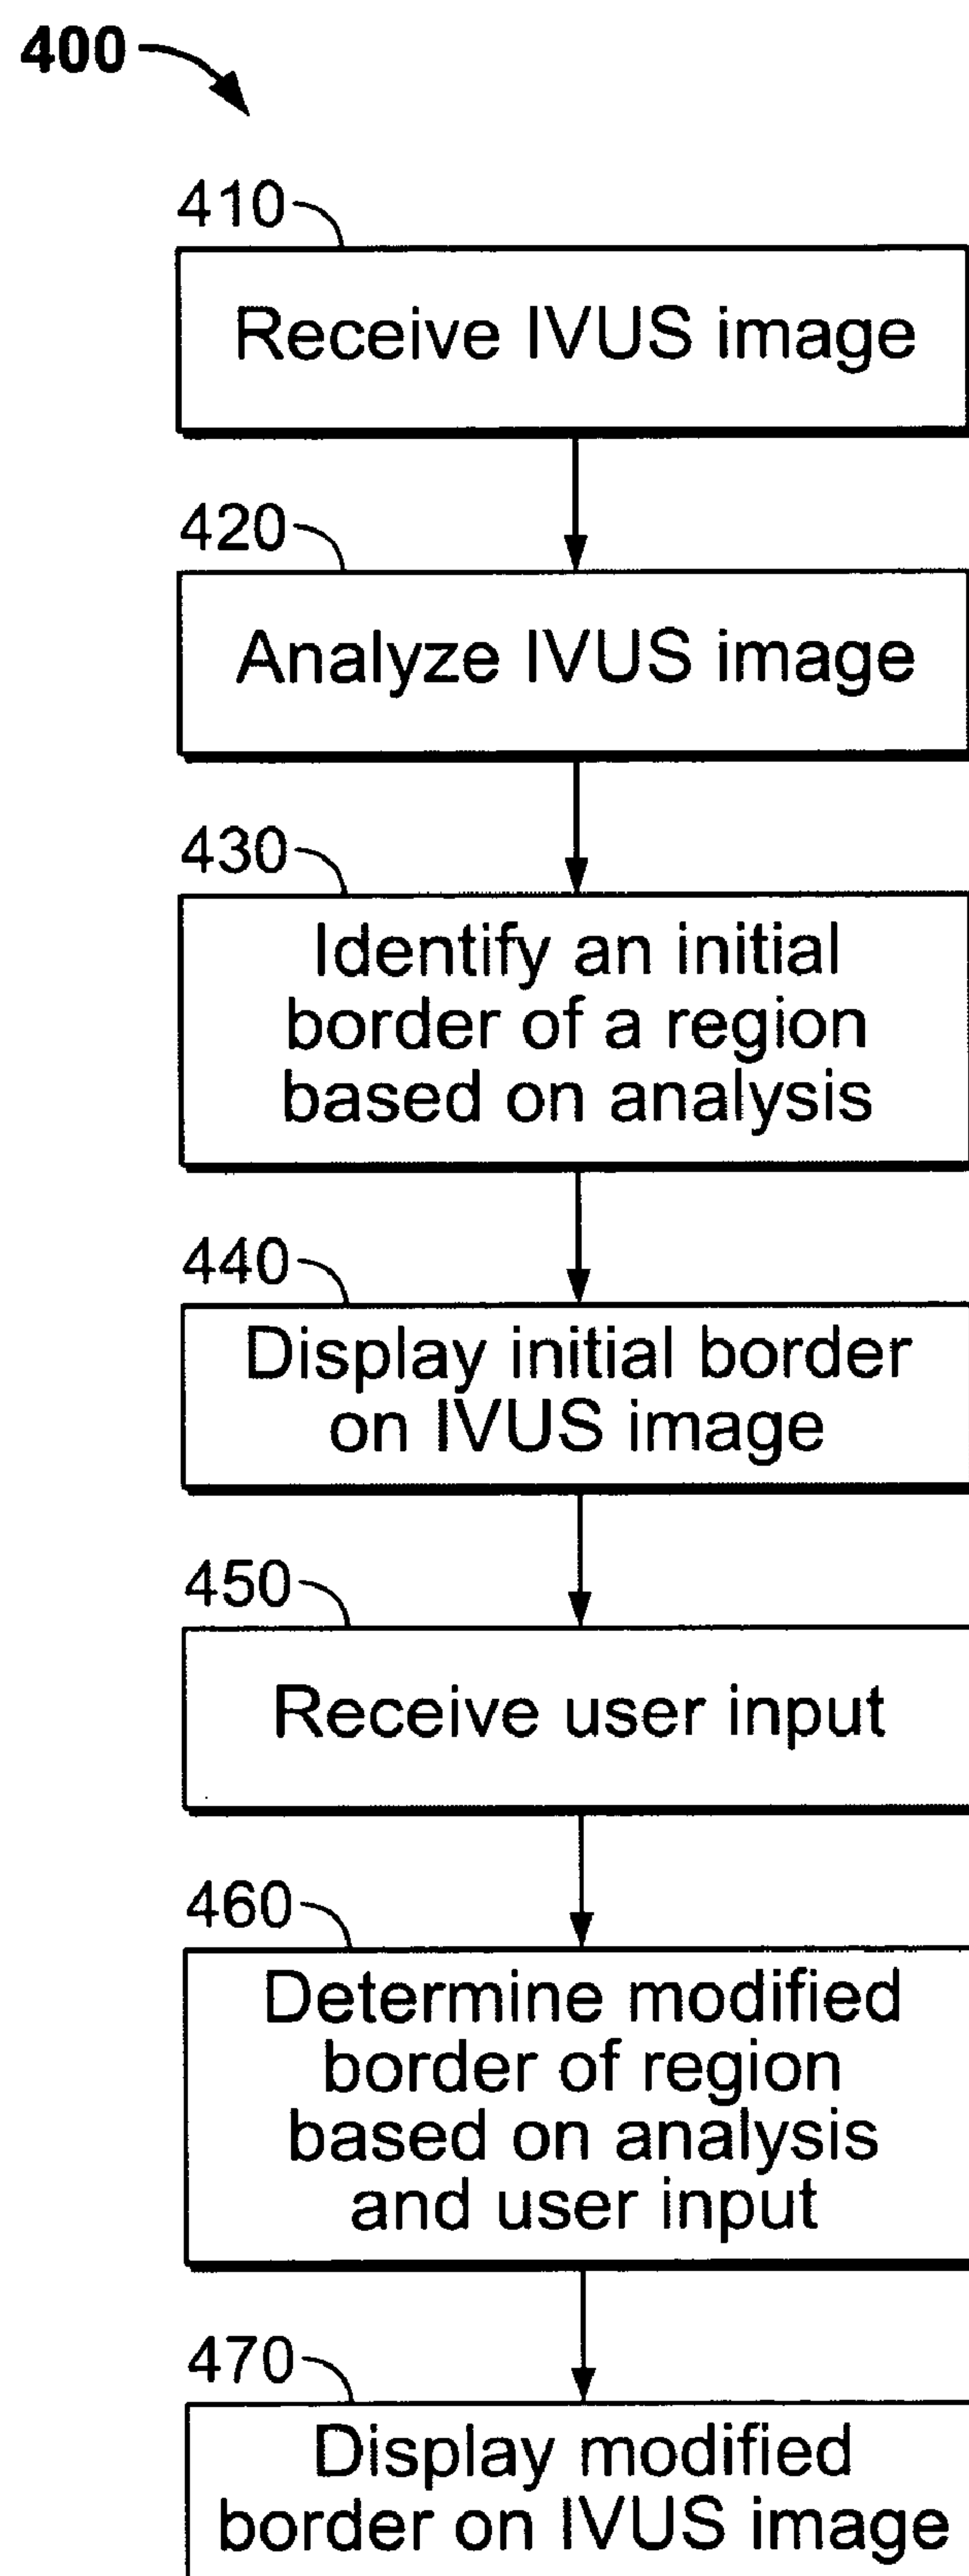 400
410
Receive IVUS image
420
Analyze IVUS image
430
Identify an initial
border of a region
based on analysis
440
Display initial border
on IVUS image
450
Receive user input
460
Determine modified
border of region
based on analysis
and user input
470
Display modified
border on IVUS image